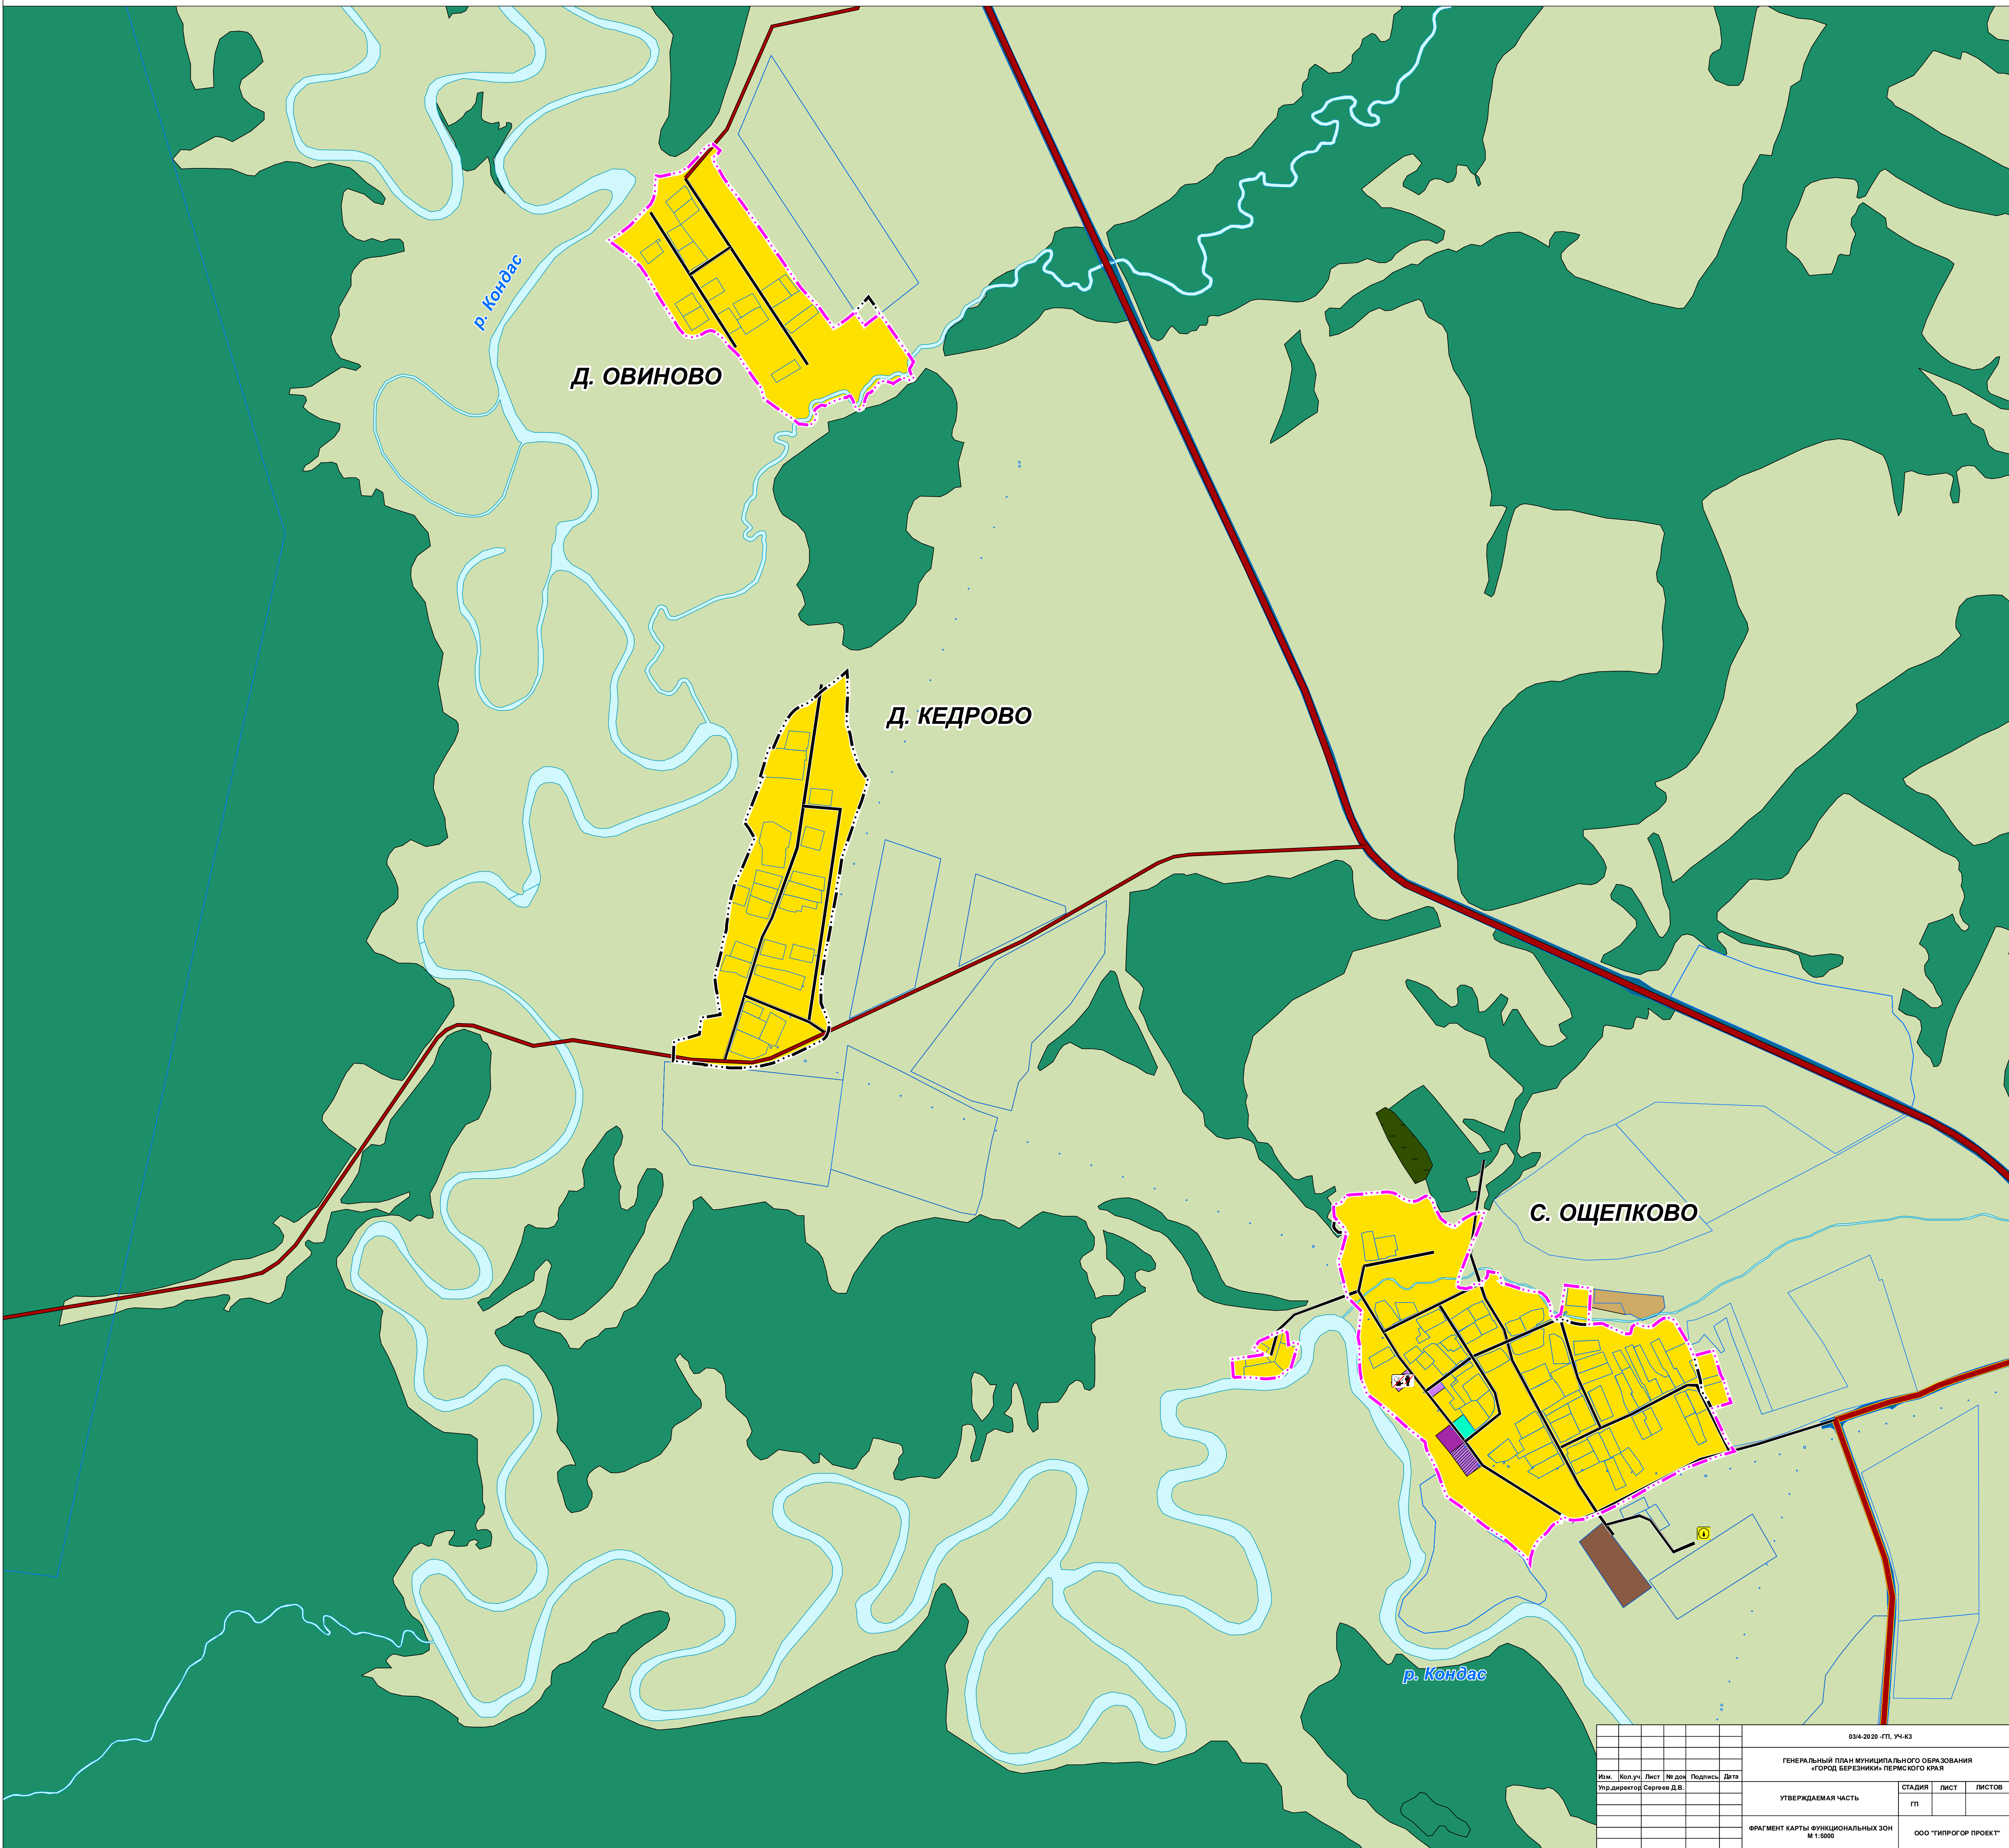 р. Кондас
Д. ОВИНОВО
Д. КЕДРОВО
С. ОЩЕПКОВО
р. Кондас
03/4-2020 -ГП, УЧ-КЗ
ГЕНЕРАЛЬНЫЙ ПЛАН МУНИЦИПАЛЬНОГО ОБРАЗОВАНИЯ
«ГОРОД БЕРЕЗНИКИ» ПЕРМСКОГО КРАЯ
Изм. Кол.уч Лист № док Подпись Дата
Упр.директор Сергеев Д.В.
УТВЕРЖДАЕМАЯ ЧАСТЬ
СТАДИЯ ЛИСТ ЛИСТОВ
ГП
ФРАГМЕНТ КАРТЫ ФУНКЦИОНАЛЬНЫХ ЗОН
М 1:5000
ООО "ГИПРОГОР ПРОЕКТ"